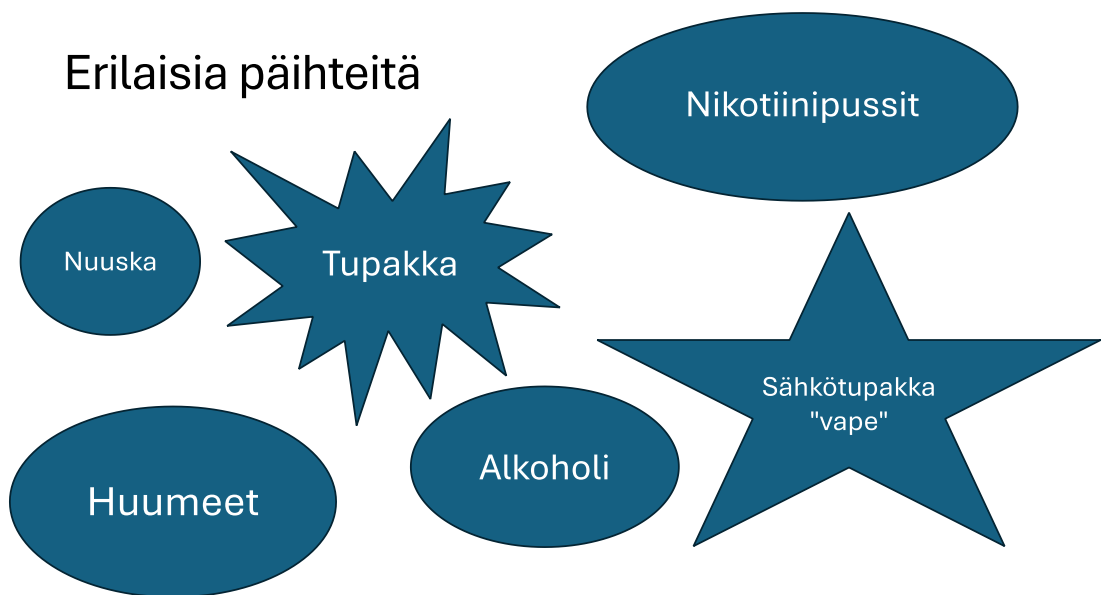 Erilaisia päihteitä
Nikotiinipussit
Nuuska
Tupakka
Sähkötupakka
"vape"
Alkoholi
Huumeet